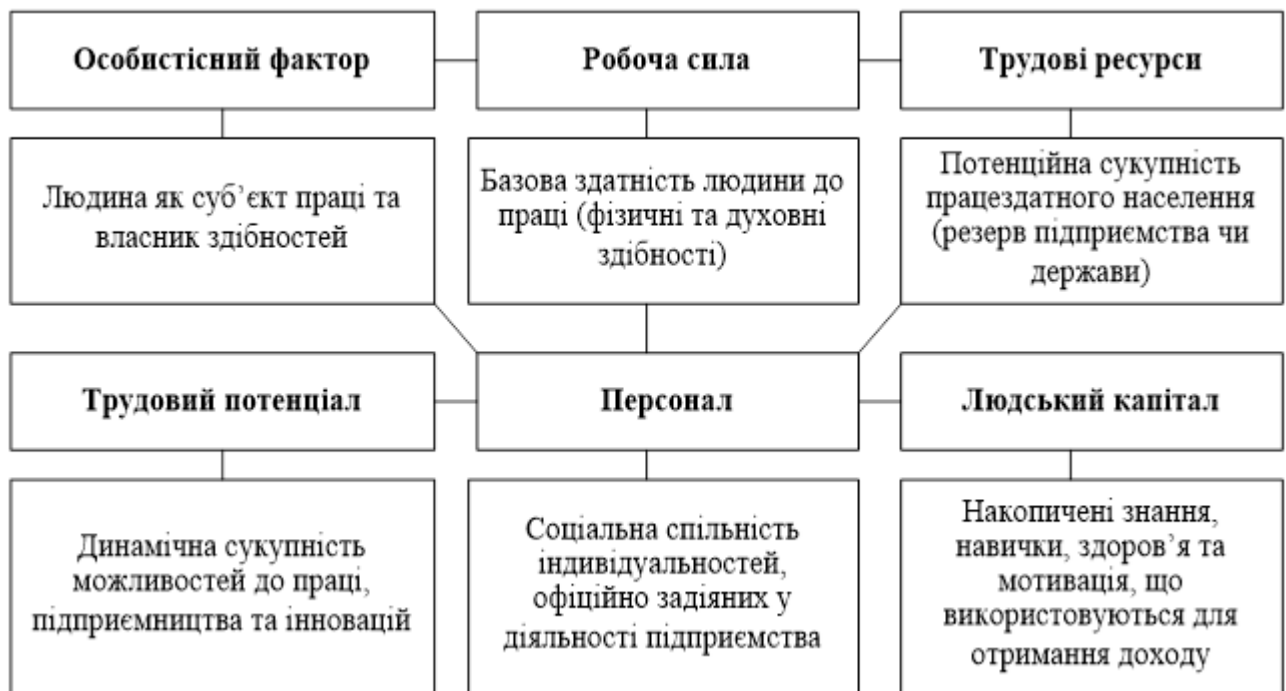 Особистісний фактор
Робоча сила
Трудові ресурси
Людина як суб’єкт праці та
власник здібностей
Базова здатність людини до
праці (фізичні та духовні
здібності)
Потенційна сукупність
працездатного населення
(резерв підприємства чи
держави)
Трудовий потенціал
Персонал
Людський капітал
Динамічна сукупність
можливостей до праці,
підприємництва та інновацій
Соціальна спільність
індивідуальностей,
офіційно задіяних у
діяльності підприємства
Накопичені знання,
навички, здоров’я та
мотивація, що
використовуються для
отримання доходу